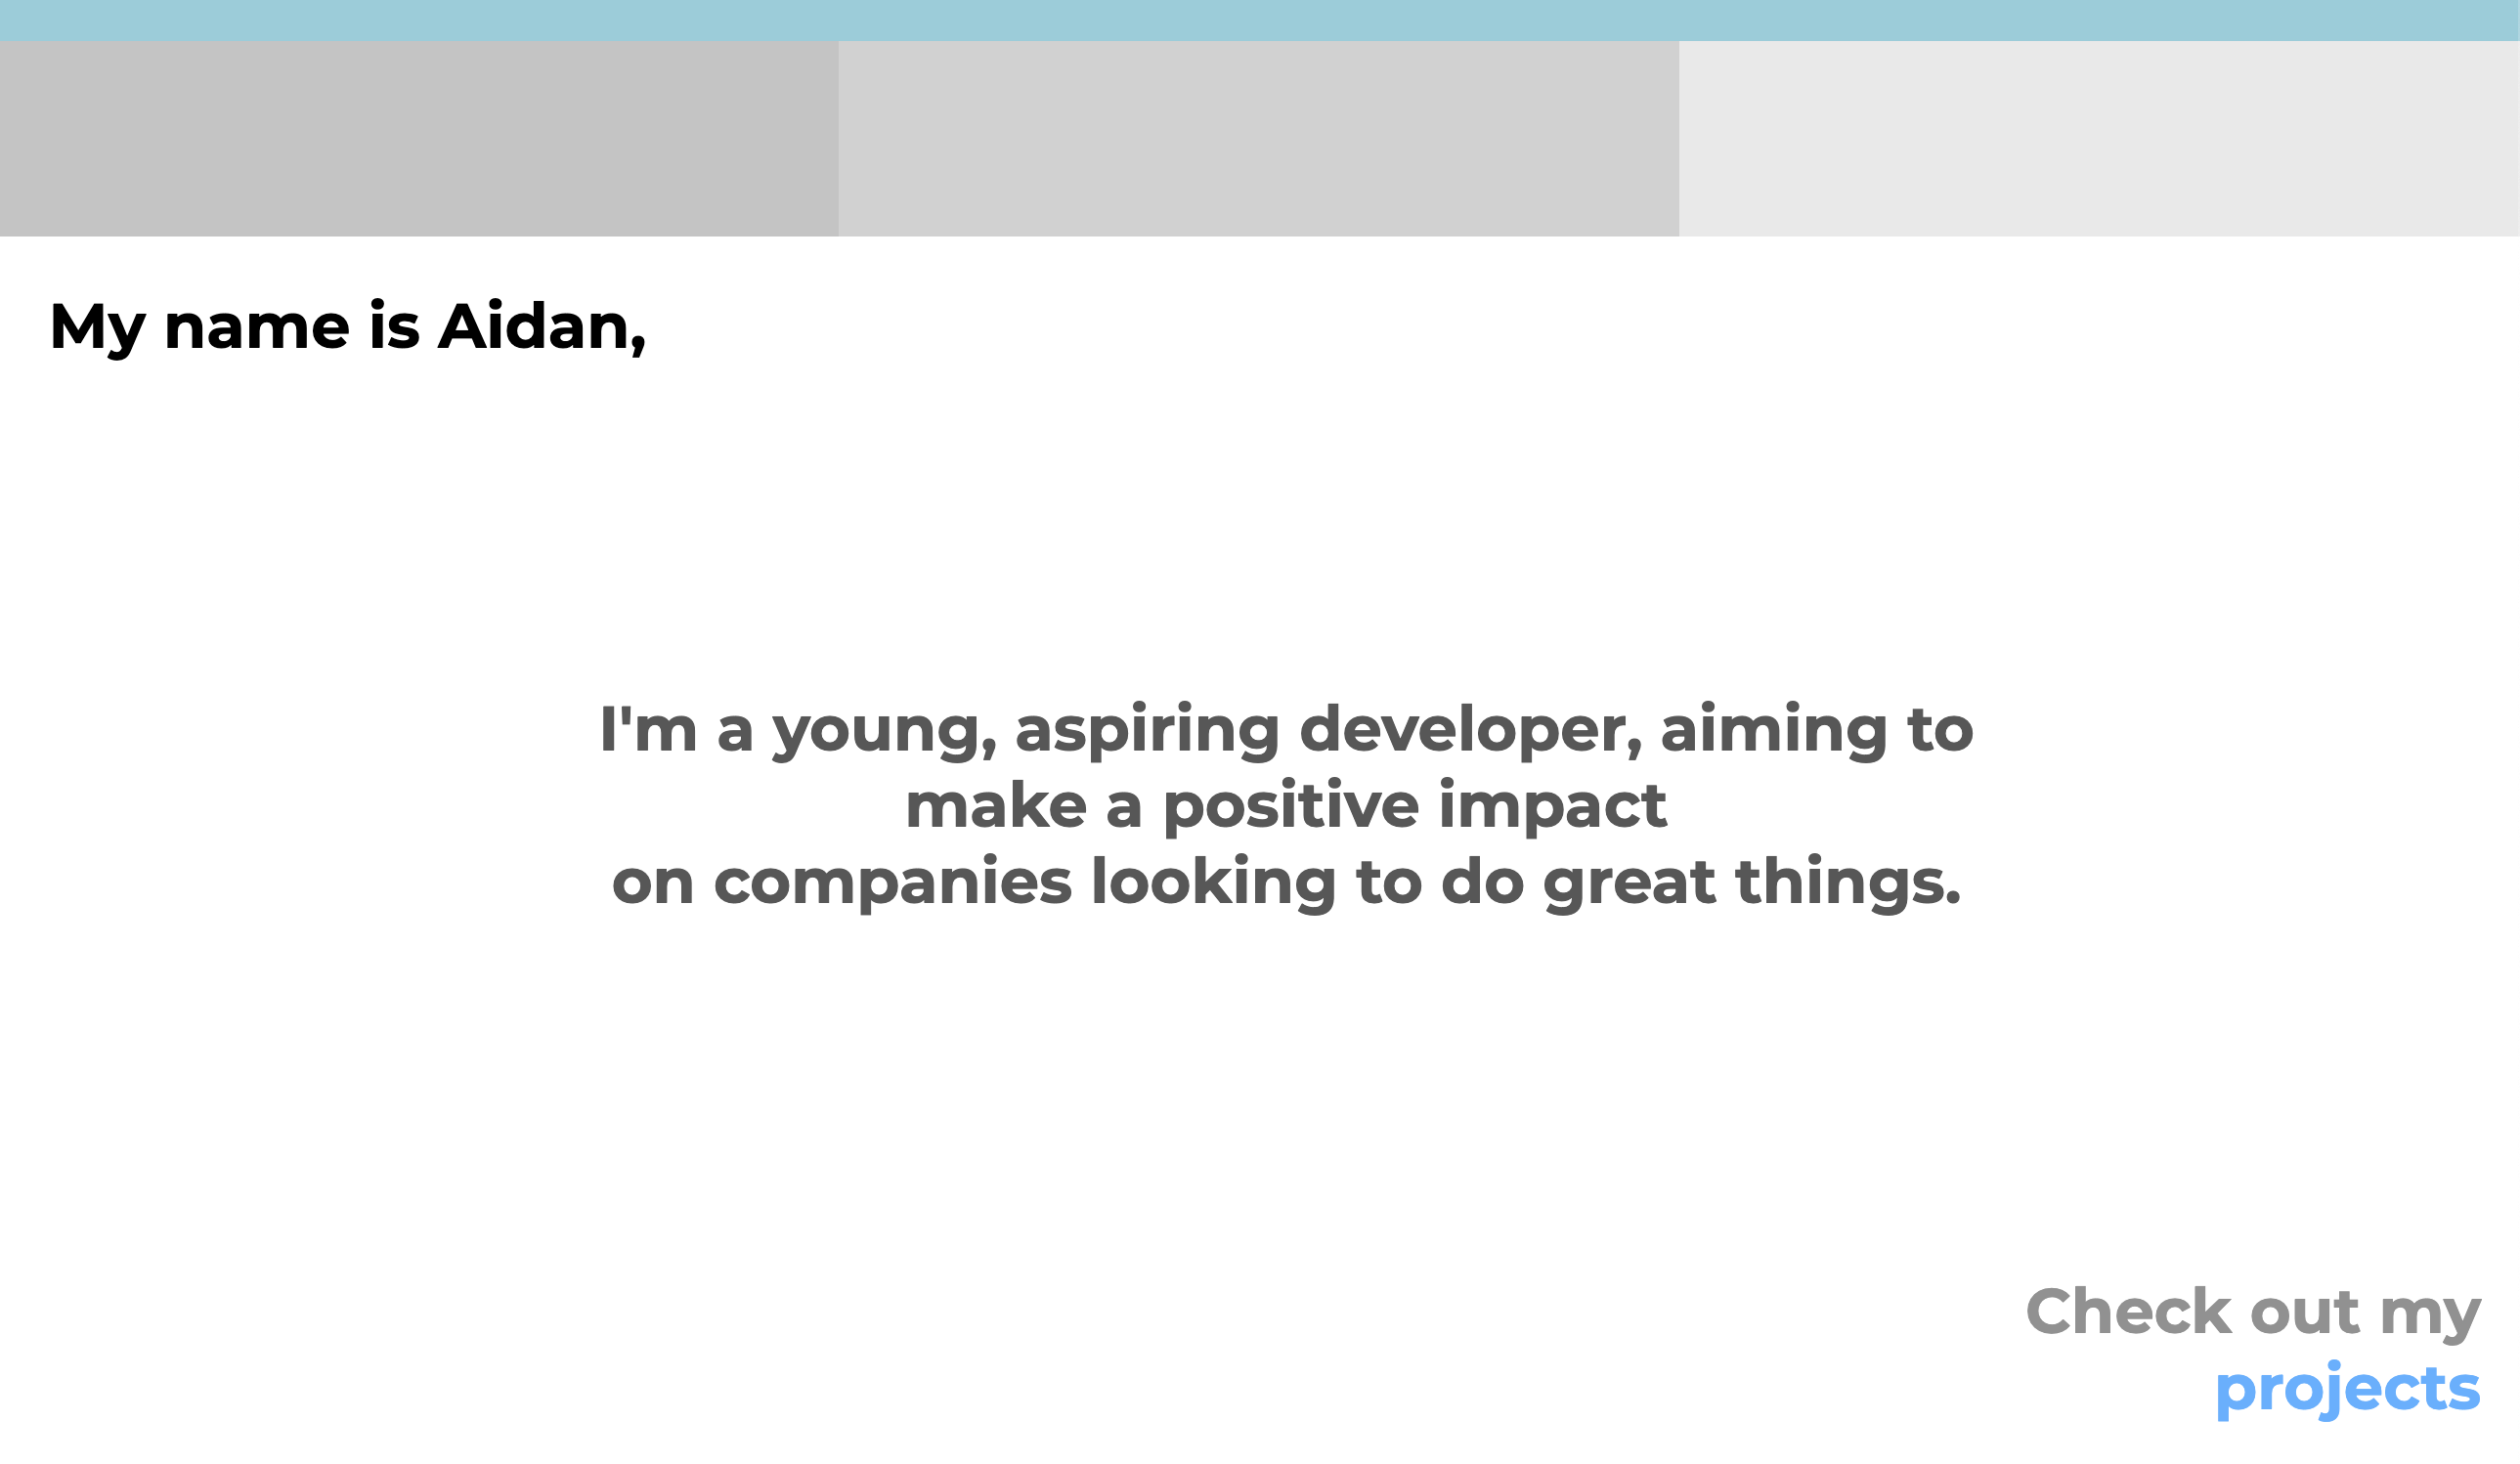 My name is Aidan,
I'm a young, aspiring developer, aiming to
make a positive impact
on companies looking to do great things.
Check out my
projects